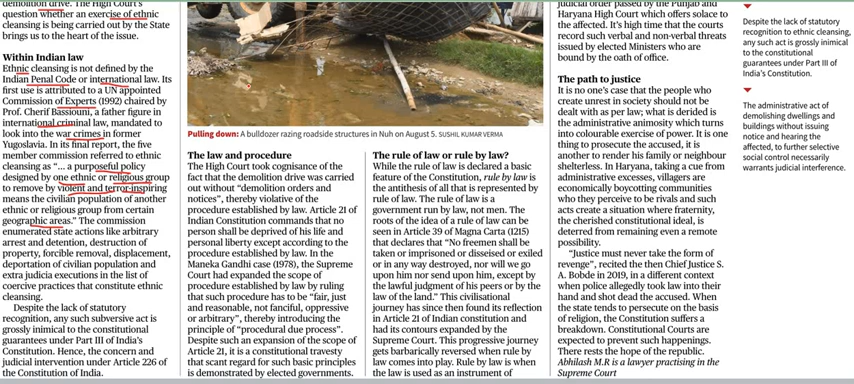 demolition drive. The High Court's
question whether an exercise of ethnic
cleansing is being carried out by the State
brings us to the heart of the issue.
Within Indian law
Ethnic cleansing is not defined by the
Indian Penal Code or international law. Its
first use is attributed to a UN appointed
Commission of Experts (1992) chaired by
Prof. Cherif Bassiouni, a father figure in
international criminal law, mandated to
look into the war crimes in former
Yugoslavia. In its final report, the five
member commission referred to ethnic
cleansing as "... a purposeful policy
designed by one ethnic or religious group
to remove by violent and terror-inspiring
means the civilian population of another
ethnic or religious group from certain
geographic areas." The commission
enumerated state actions like arbitrary
arrest and detention, destruction of
property, forcible removal, displacement,
deportation of civilian population and
extra judicia executions in the list of
coercive practices that constitute ethnic
cleansing.
Despite the lack of statutory
recognition, any such subversive act is
grossly inimical to the constitutional
guarantees under Part III of India's
Constitution. Hence, the concern and
judicial intervention under Article 226 of
the Constitution of India.
Pulling down: A bulldozer razing roadside structures in Nuh on August 5. SUSHIL KUMAR VERMA
The law and procedure
The High Court took cognisance of the
fact that the demolition drive was carried
out without "demolition orders and
notices", thereby violative of the
procedure established by law. Article 21 of
Indian Constitution commands that no
person shall be deprived of his life and
personal liberty except according to the
procedure established by law. In the
Maneka Gandhi case (1978), the Supreme
Court had expanded the scope of
procedure established by law by ruling
that such procedure has to be "fair, just
and reasonable, not fanciful, oppressive
or arbitrary", thereby introducing the
principle of "procedural due process".
Despite such an expansion of the scope of
Article 21, it is a constitutional travesty
that scant regard for such basic principles
is demonstrated by elected governments.
The rule of law or rule by law?
While the rule of law is declared a basic
feature of the Constitution, rule by law is
the antithesis of all that is represented by
rule of law. The rule of law is a
government run by law, not men. The
roots of the idea of a rule of law can be
seen in Article 39 of Magna Carta (1215)
that declares that "No freemen shall be
taken or imprisoned or disseised or exiled
or in any way destroyed, nor will we go
upon him nor send upon him, except by
the lawful judgment of his peers or by the
law of the land." This civilisational
journey has since then found its reflection
in Article 21 of Indian constitution and
had its contours expanded by the
Supreme Court. This progressive journey
gets barbarically reversed when rule by
law comes into play. Rule by law is when
the law is used as an instrument of
judicial order passed by the Punjab and
Haryana High Court which offers solace to
the affected. It's high time that the courts
record such verbal and non-verbal threats
issued by elected Ministers who are
bound by the oath of office.
The path to justice
It is no one's case that the people who
create unrest in society should not be
dealt with as per law; what is derided is
the administrative animosity which turns
into colourable exercise of power. It is one
thing to prosecute the accused, it is
another to render his family or neighbour
shelterless. In Haryana, taking a cue from
administrative excesses, villagers are
economically boycotting communities
who they perceive to be rivals and such
acts create a situation where fraternity,
the cherished constitutional ideal, is
deterred from remaining even a remote
possibility.
"Justice must never take the form of
revenge", recited the then Chief Justice S.
A. Bobde in 2019, in a different context
when police allegedly took law into their
hand and shot dead the accused. When
the state tends to persecute on the basis
of religion, the Constitution suffers a
breakdown. Constitutional Courts are
expected to prevent such happenings.
There rests the hope of the republic.
Abhilash M.R is a lawyer practising in the
Supreme Court
Despite the lack of statutory
recognition to ethnic cleansing,
any such act is grossly inimical
to the constitutional
guarantees under Part III of
India's Constitution.
The administrative act of
demolishing dwellings and
buildings without issuing
notice and hearing the
affected, to further selective
social control necessarily
warrants judicial interference.